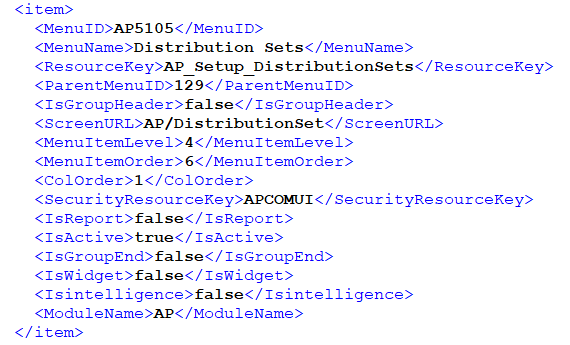 <item>
<MenuID>AP5105</MenuID>
<MenuName>Distribution Sets</MenuName>
<ResourceKey>AP_Setup_DistributionSets</ResourceKey>
<ParentMenuID>129</ParentMenuID>
<IsGroupHeader>false</IsGroupHeader>
<ScreenURL>AP/DistributionSet</ScreenURL>
<MenuItemLevel>4</MenuItemLevel>
<MenuItemOrder>6</MenuItemOrder>
<ColOrder>1</ColOrder>
<SecurityResourceKey>APCOMUI</SecurityResourceKey>
<IsReport>false</IsReport>
<IsActive>true</IsActive>
<IsGroupEnd>false</IsGroupEnd>
<IsWidget>false</IsWidget>
<Isintelligence>false</Isintelligence>
<ModuleName>AP</ModuleName>
</item>